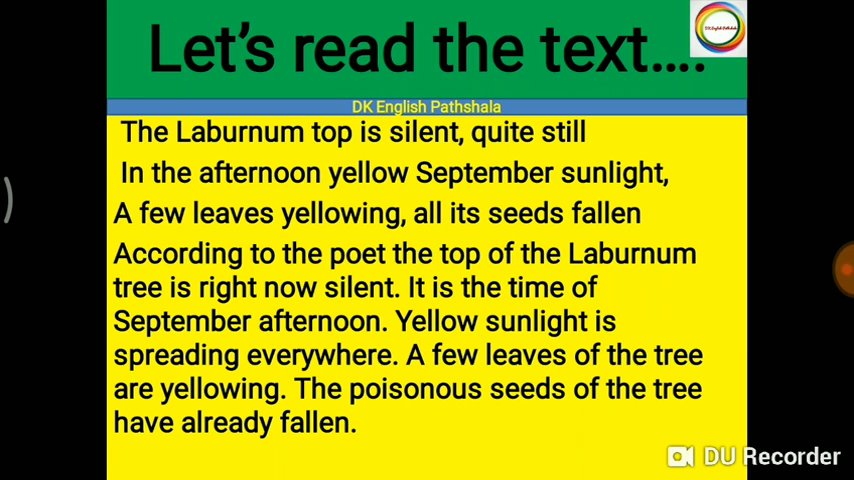 Let's read the text....
DK English Pathshala
The Laburnum top is silent, quite still
In the afternoon yellow September sunlight,
A few leaves yellowing, all its seeds fallen
According to the poet the top of the Laburnum
tree is right now silent. It is the time of
September afternoon. Yellow sunlight is
spreading everywhere. A few leaves of the tree
are yellowing. The poisonous seeds of the tree
have already fallen.
DU Recorder